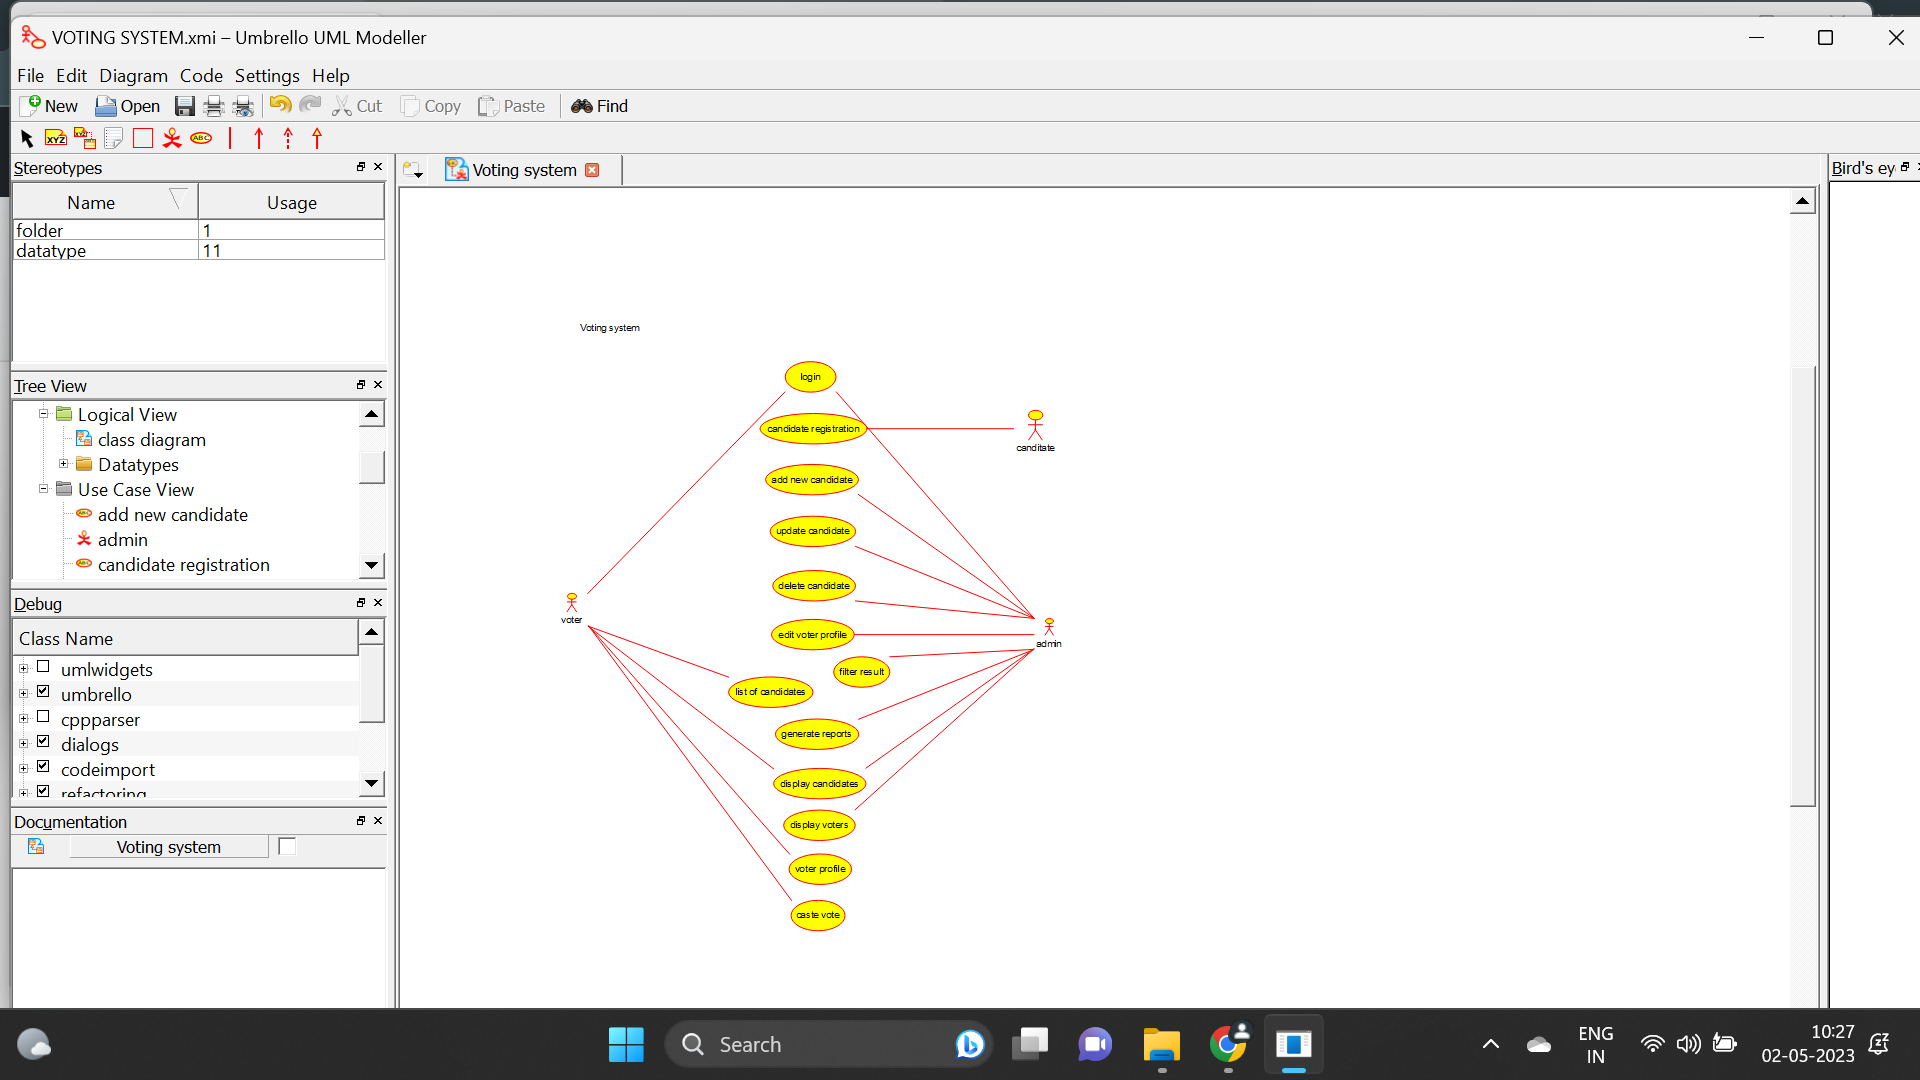 VOTING SYSTEM.xmi – Umbrello UML Modeller
File Edit Diagram Code Settings Help
New Open Cut Copy Paste Find
XYZ XYZ ABC
Stereotypes
Name Usage
folder 1
datatype 11
Tree View
Logical View
class diagram
Datatypes
Use Case View
add new candidate
admin
candidate registration
Debug
Class Name
umlwidgets
umbrello
cppparser
dialogs
codeimport
refactoring
Documentation
Voting system
Voting system
Bird's ey
Voting system
login
candidate registration
canditate
add new candidate
update candidate
delete candidate
voter
edit voter profile
admin
filter result
list of candidates
generate reports
display candidates
display voters
voter profile
caste vote
Search
ENG
IN
10:27
02-05-2023